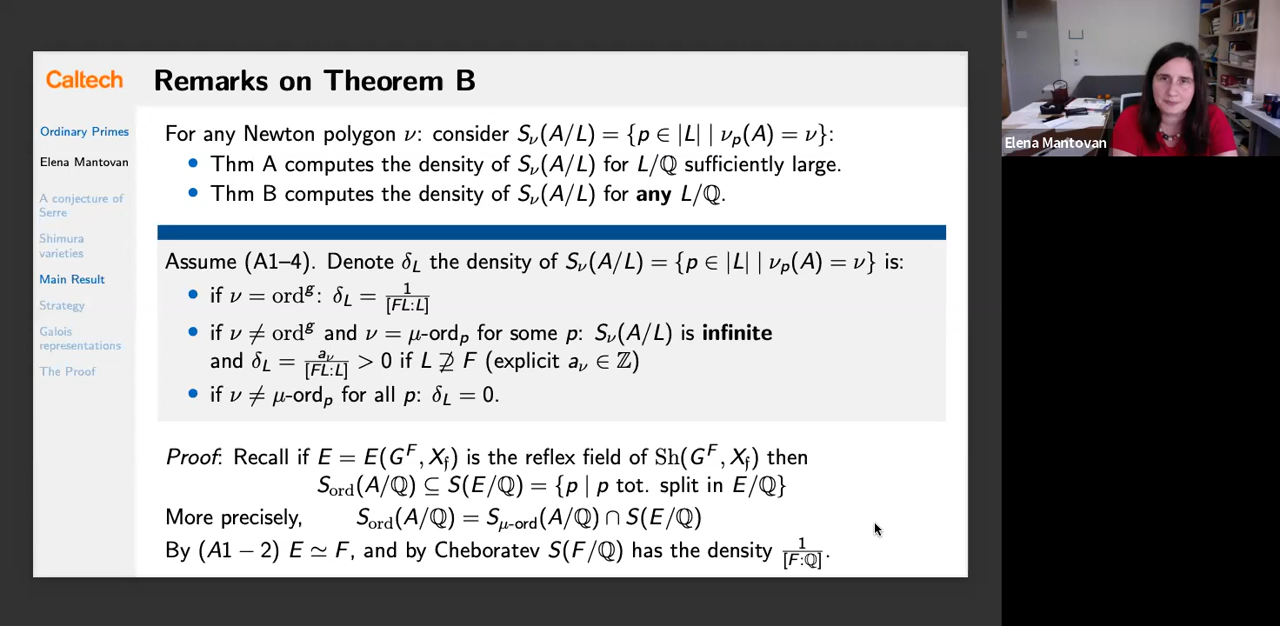 Caltech
Ordinary Primes
Elena Mantovan
A conjecture of
Serre
Shimura
varieties
Main Result
Strategy
Galois
representations
The Proof
Remarks on Theorem B
For any Newton polygon ν: consider S_ν(A/L) = {p ∈ |L| | ν_p(A) = ν}:
• Thm A computes the density of S_ν(A/L) for L/ℚ sufficiently large.
• Thm B computes the density of S_ν(A/L) for any L/ℚ.
Assume (A1–4). Denote δ_L the density of S_ν(A/L) = {p ∈ |L| | ν_p(A) = ν} is:
• if ν = ord^g: δ_L = 1/[FL:L]
• if ν ≠ ord^g and ν = μ-ord_p for some p: S_ν(A/L) is infinite
and δ_L = a_ν/[FL:L] > 0 if L ⊉ F (explicit a_ν ∈ ℤ)
• if ν ≠ μ-ord_p for all p: δ_L = 0.
Proof. Recall if E = E(G^F, X_𝔣) is the reflex field of Sh(G^F, X_𝔣) then
S_ord(A/ℚ) ⊆ S(E/ℚ) = {p | p tot. split in E/ℚ}
More precisely, S_ord(A/ℚ) = S_μ-ord(A/ℚ) ∩ S(E/ℚ)
By (A1 − 2) E ≃ F, and by Cheboratev S(F/ℚ) has the density 1/[F:ℚ].
Elena Mantovan